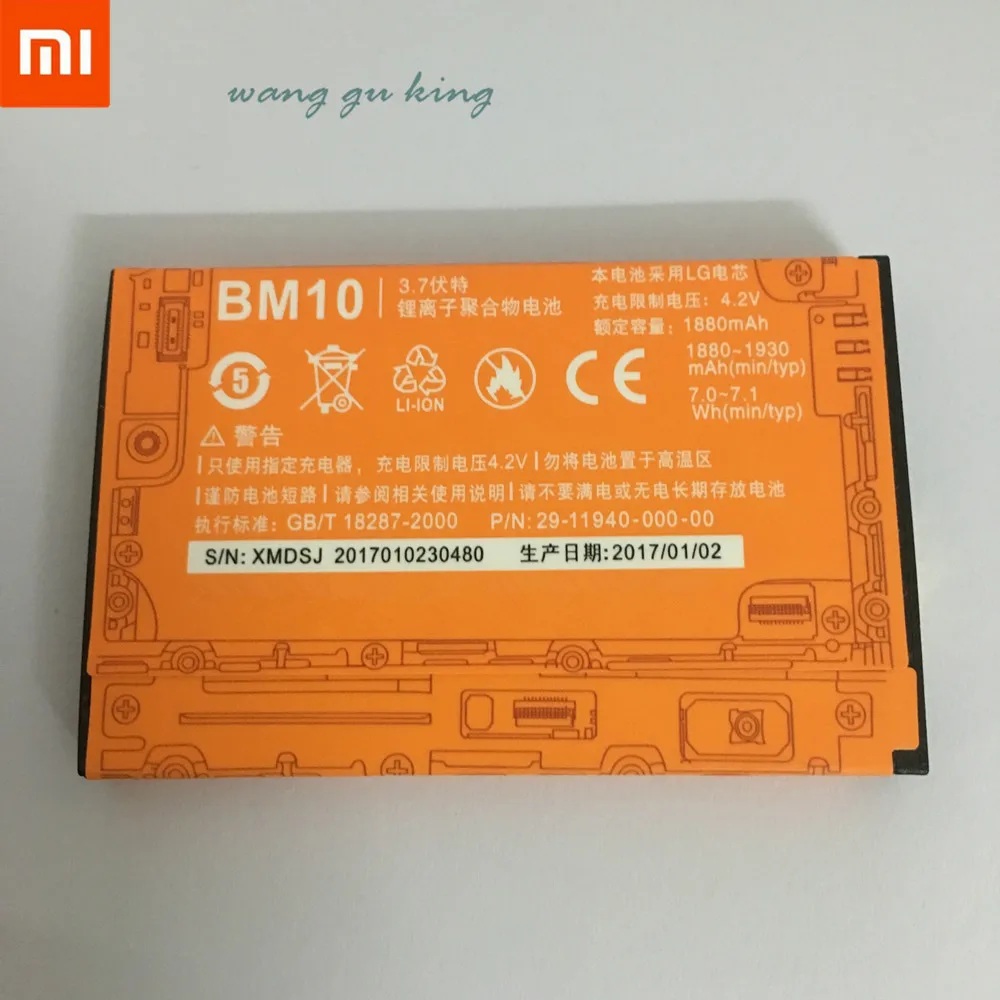 mi
wang gu king
BM10
3.7伏特
锂离子聚合物电池
本电池采用LG电芯
充电限制电压：4.2V
额定容量：1880mAh
1880~1930
mAh(min/typ)
7.0~7.1
Wh(min/typ)
5
LI-ION
CE
警告
|只使用指定充电器，充电限制电压4.2V|勿将电池置于高温区
|谨防电池短路|请参阅相关使用说明|请不要满电或无电长期存放电池
执行标准：GB/T 18287-2000 P/N: 29-11940-000-00
S/N: XMDSJ 2017010230480 生产日期:2017/01/02